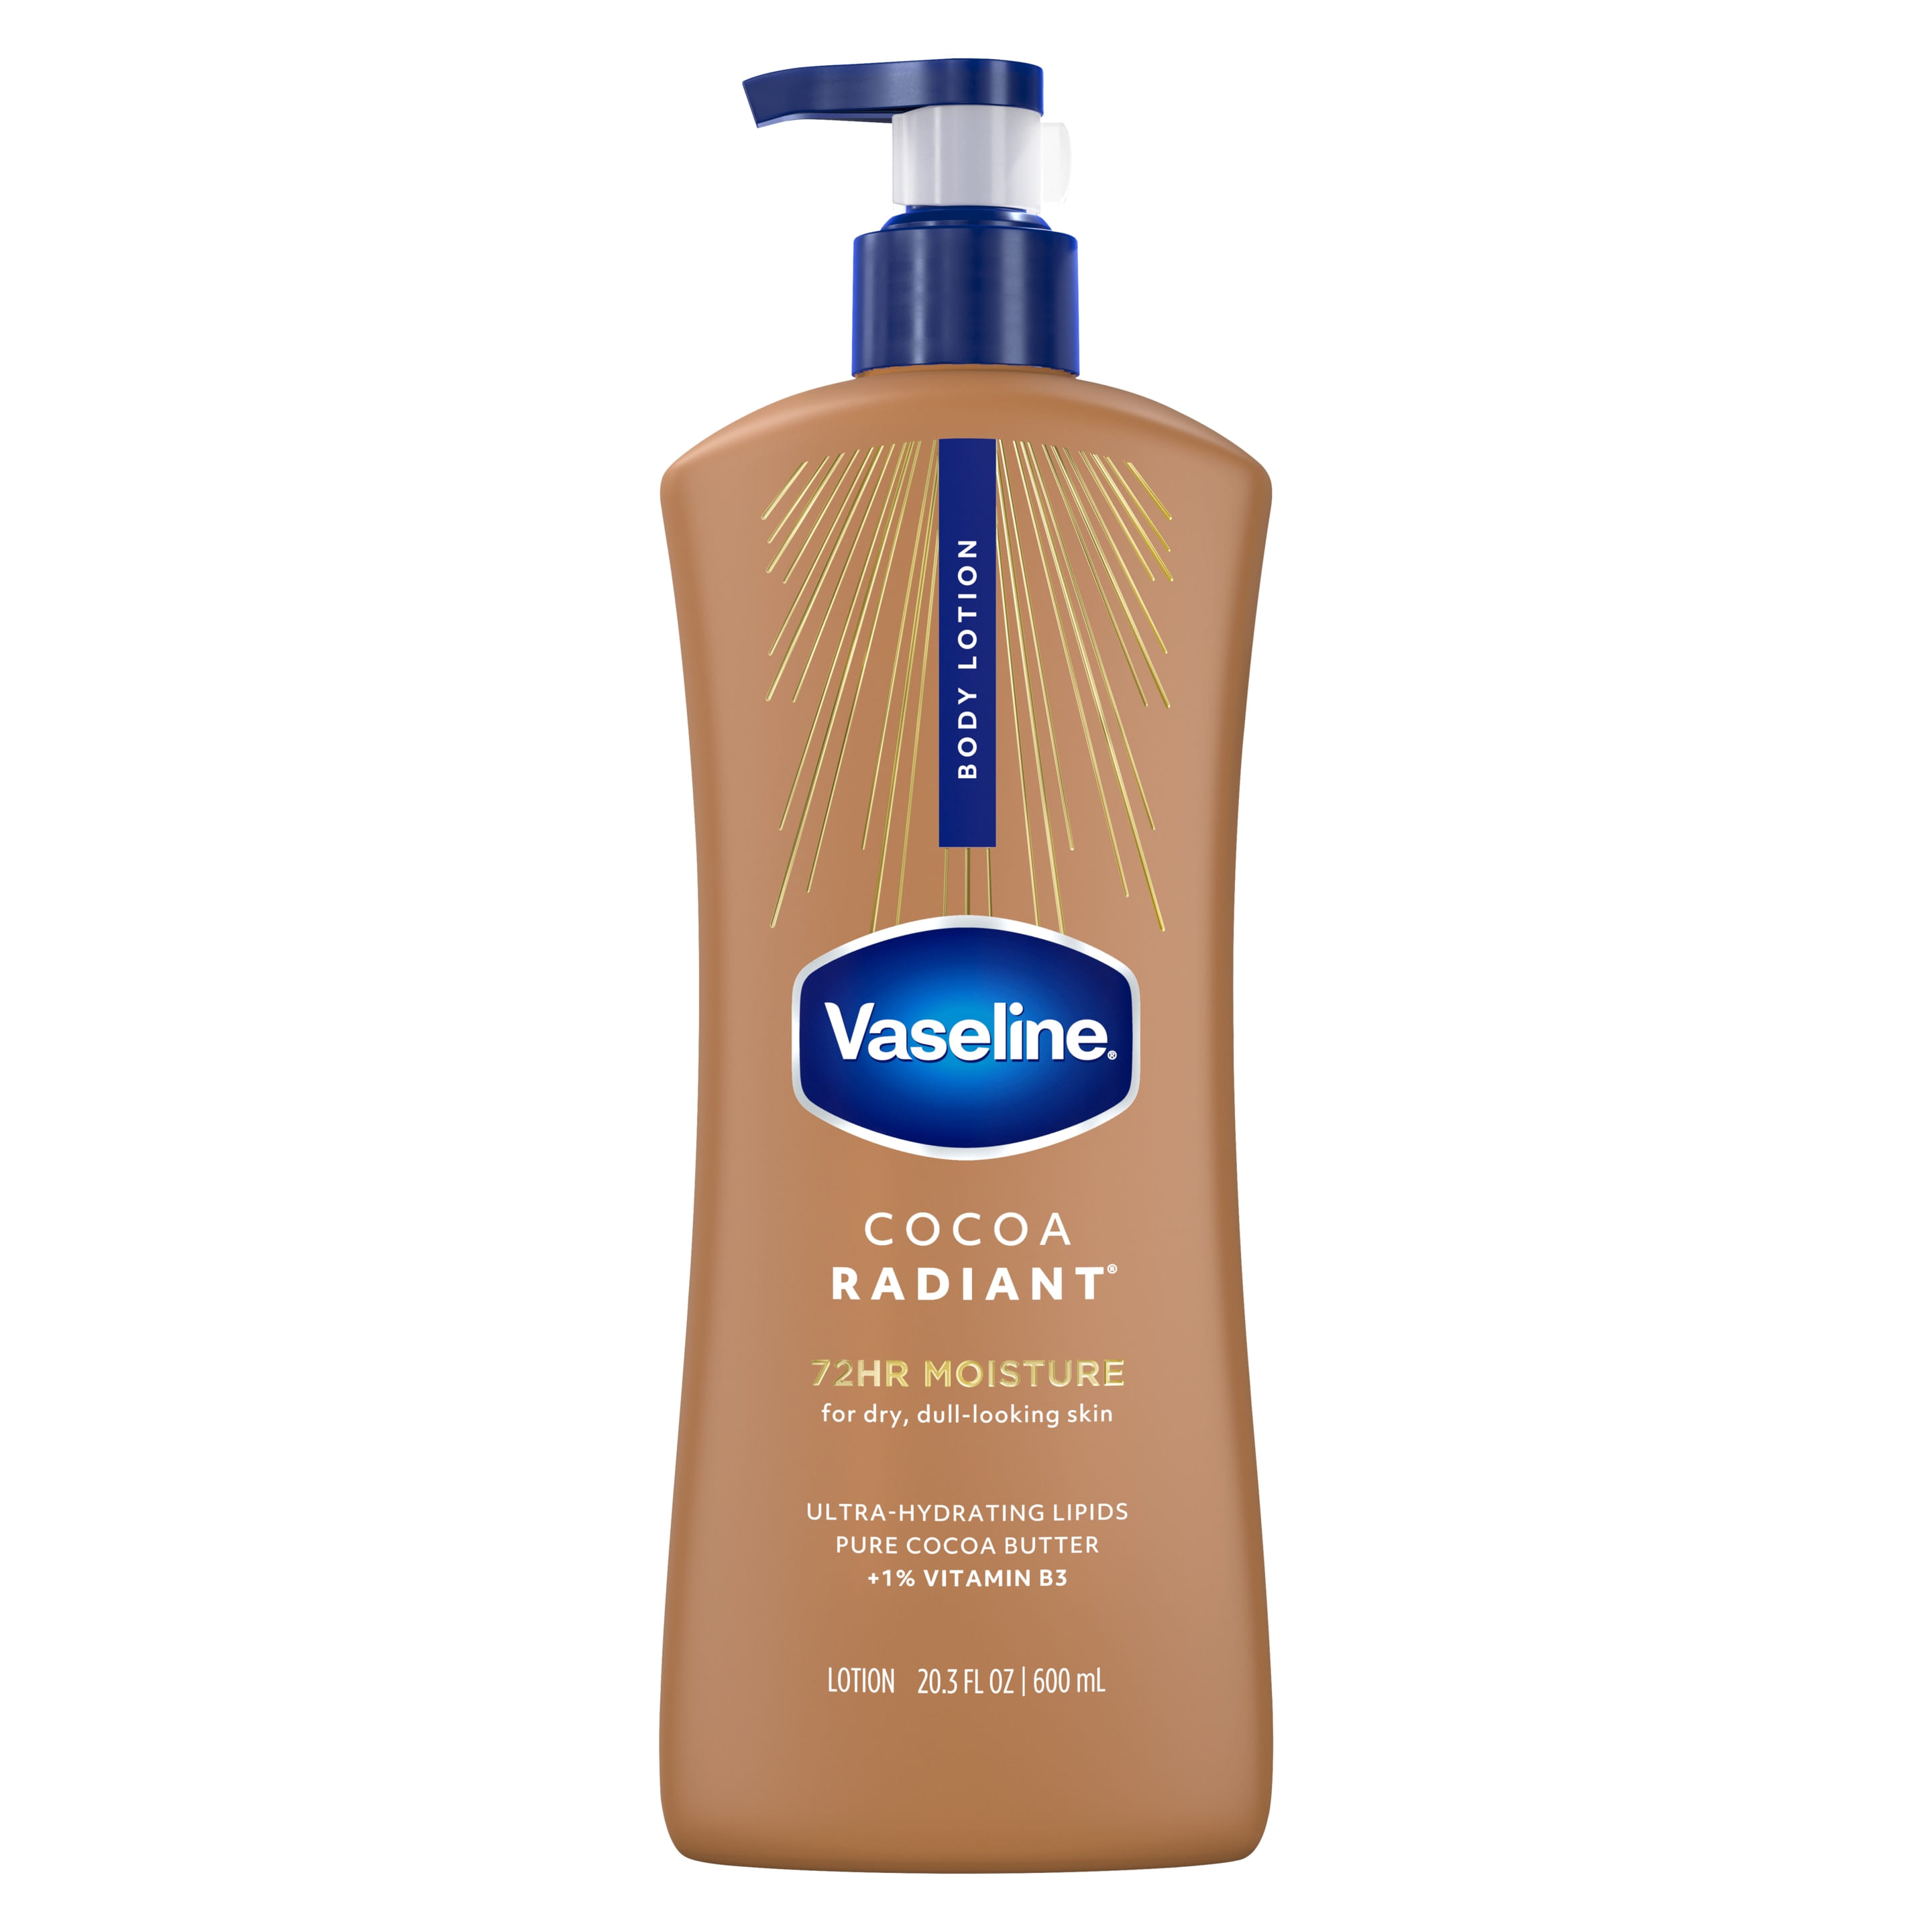 BODY LOTION
Vaseline®
COCOA
RADIANT®
72HR MOISTURE
for dry, dull-looking skin
ULTRA-HYDRATING LIPIDS
PURE COCOA BUTTER
+1% VITAMIN B3
LOTION 20.3 FL OZ | 600 mL